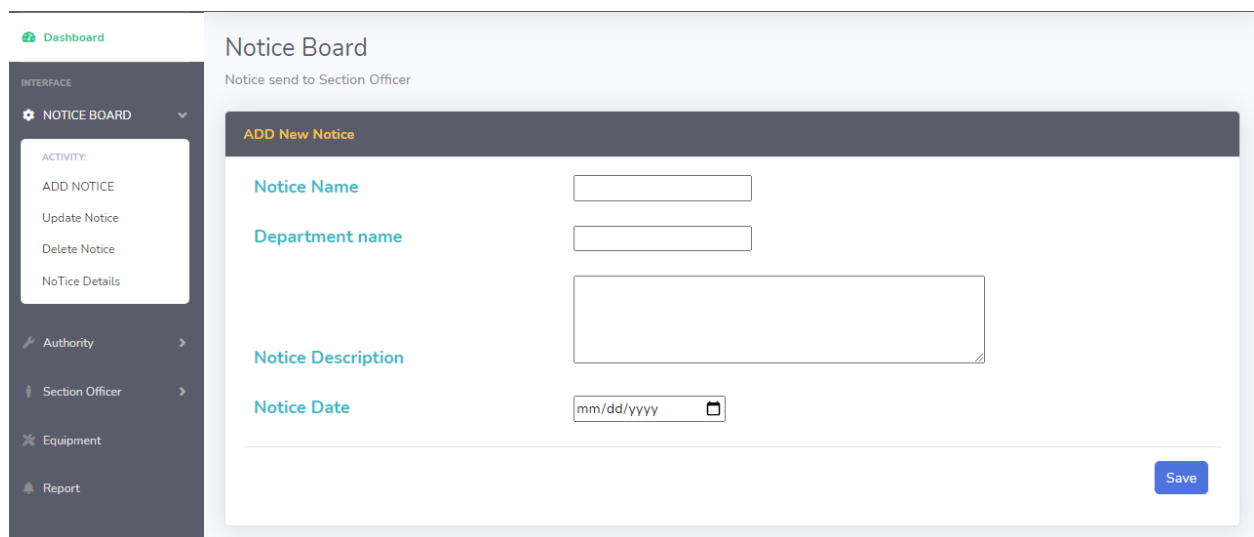 Dashboard
INTERFACE
NOTICE BOARD
ACTIVITY:
ADD NOTICE
Update Notice
Delete Notice
NoTice Details
Authority
Section Officer
Equipment
Report
Notice Board
Notice send to Section Officer
ADD New Notice
Notice Name
Department name
Notice Description
Notice Date mm/dd/yyyy
Save